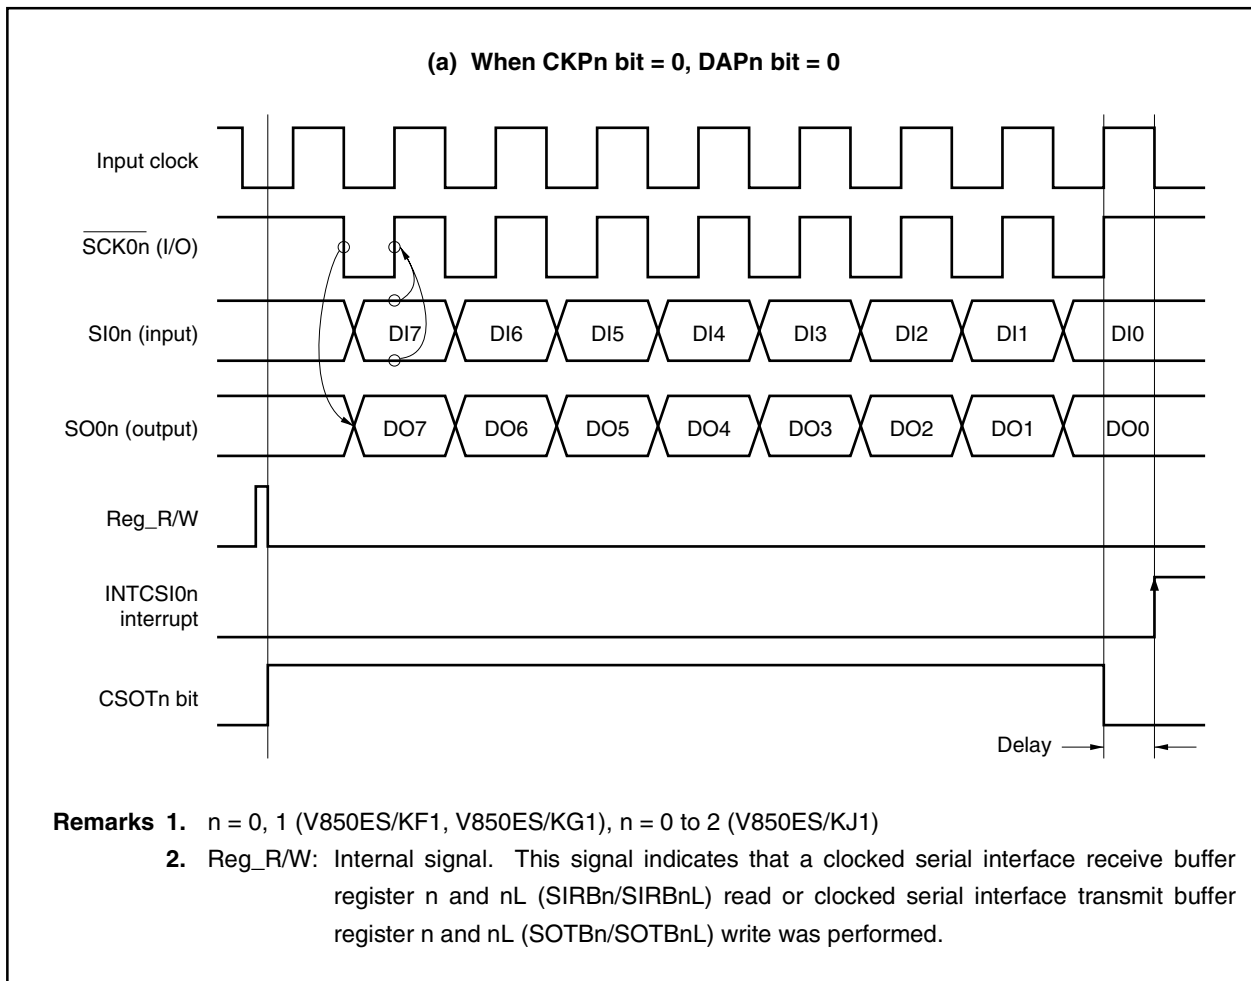 (a) When CKPn bit = 0, DAPn bit = 0
Input clock
SCK0n (I/O)
SI0n (input)
DI7 DI6 DI5 DI4 DI3 DI2 DI1 DI0
SO0n (output)
DO7 DO6 DO5 DO4 DO3 DO2 DO1 DO0
Reg_R/W
INTCSI0n
interrupt
CSOTn bit
Delay
Remarks 1. n = 0, 1 (V850ES/KF1, V850ES/KG1), n = 0 to 2 (V850ES/KJ1)
2. Reg_R/W: Internal signal. This signal indicates that a clocked serial interface receive buffer
register n and nL (SIRBn/SIRBnL) read or clocked serial interface transmit buffer
register n and nL (SOTBn/SOTBnL) write was performed.